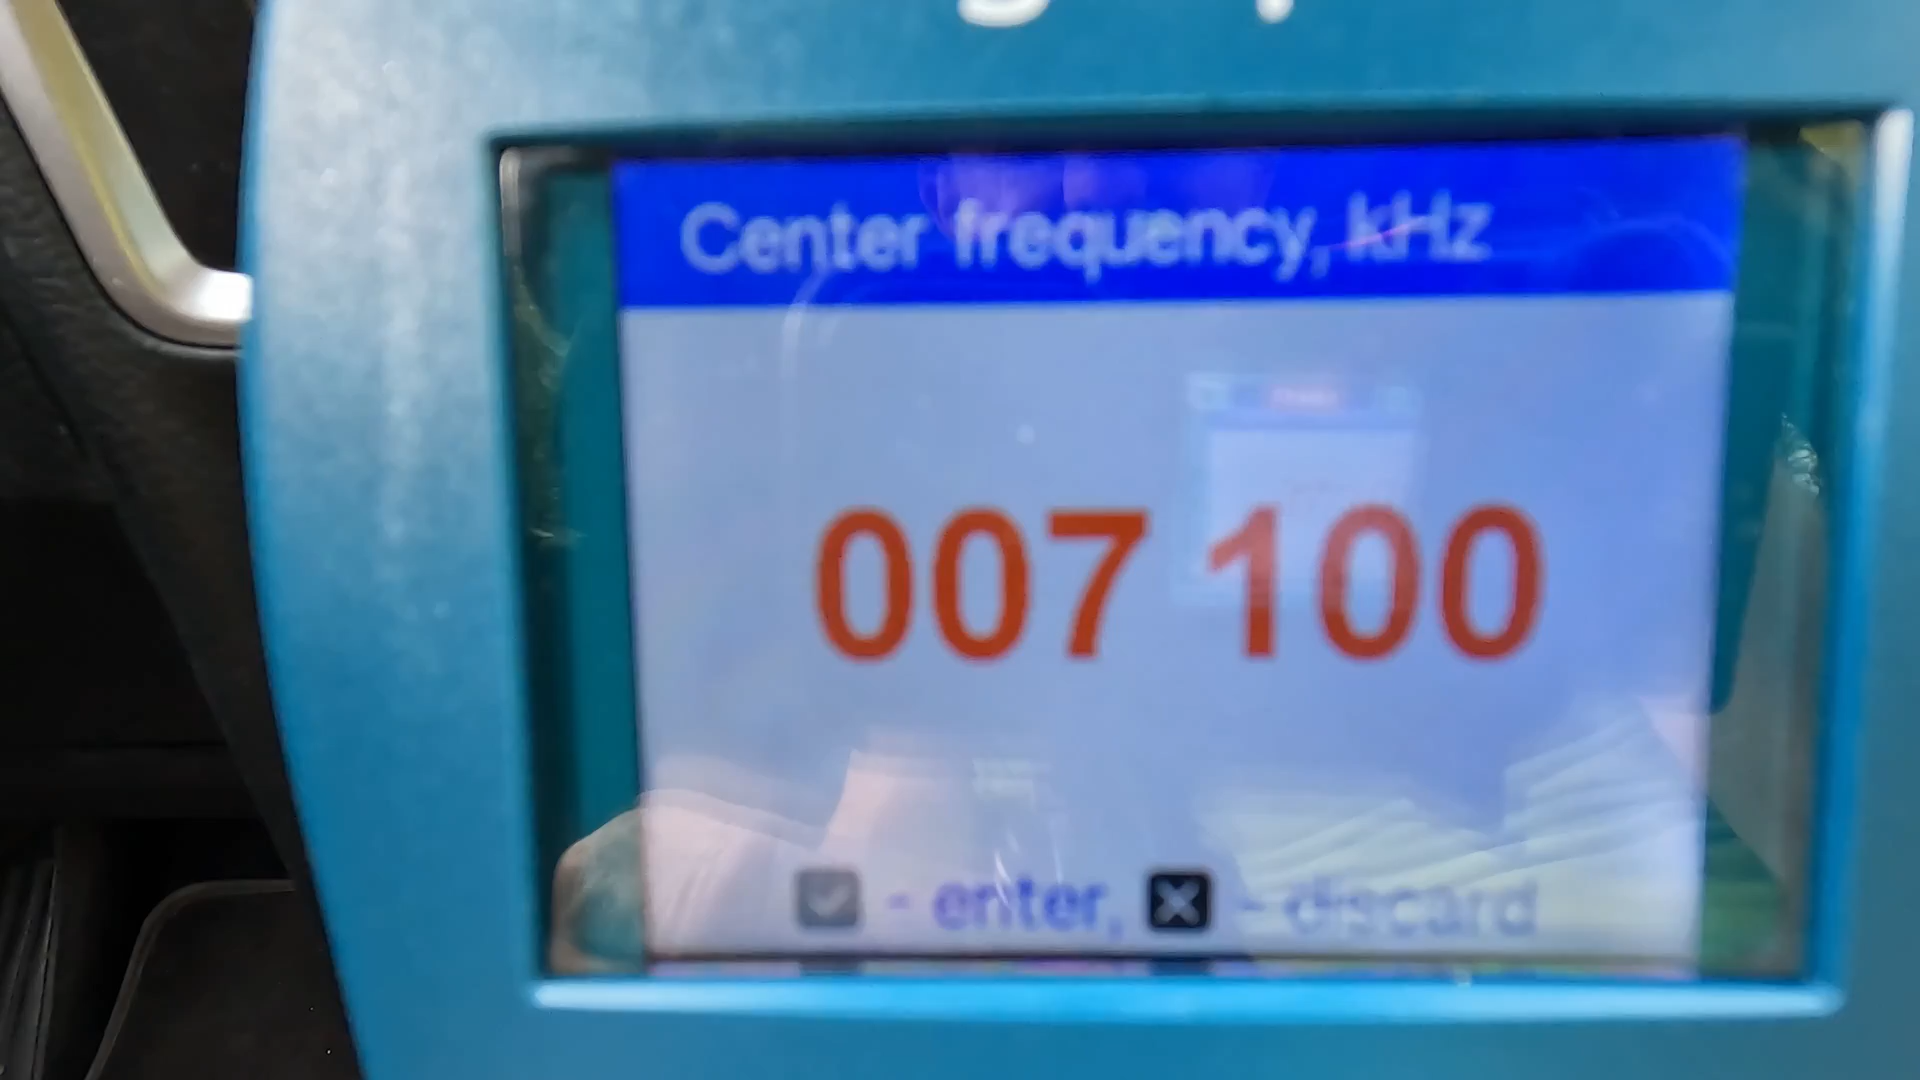 Center frequency, kHz
007 100
- enter, - discard